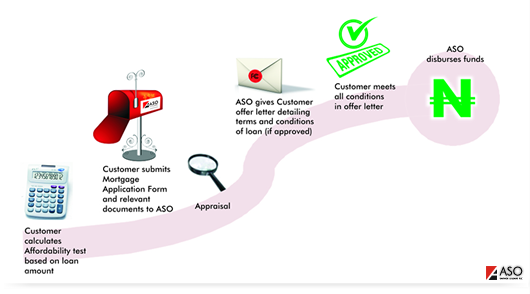 Customer
calculates
Affordability test
based on loan
amount
ASO
Customer submits
Mortgage
Application Form
and relevant
documents to ASO
Appraisal
ASO gives Customer
offer letter detailing
terms and conditions
of loan (if approved)
APPROVED
Customer meets
all conditions
in offer letter
ASO
disburses funds
₦
ASO